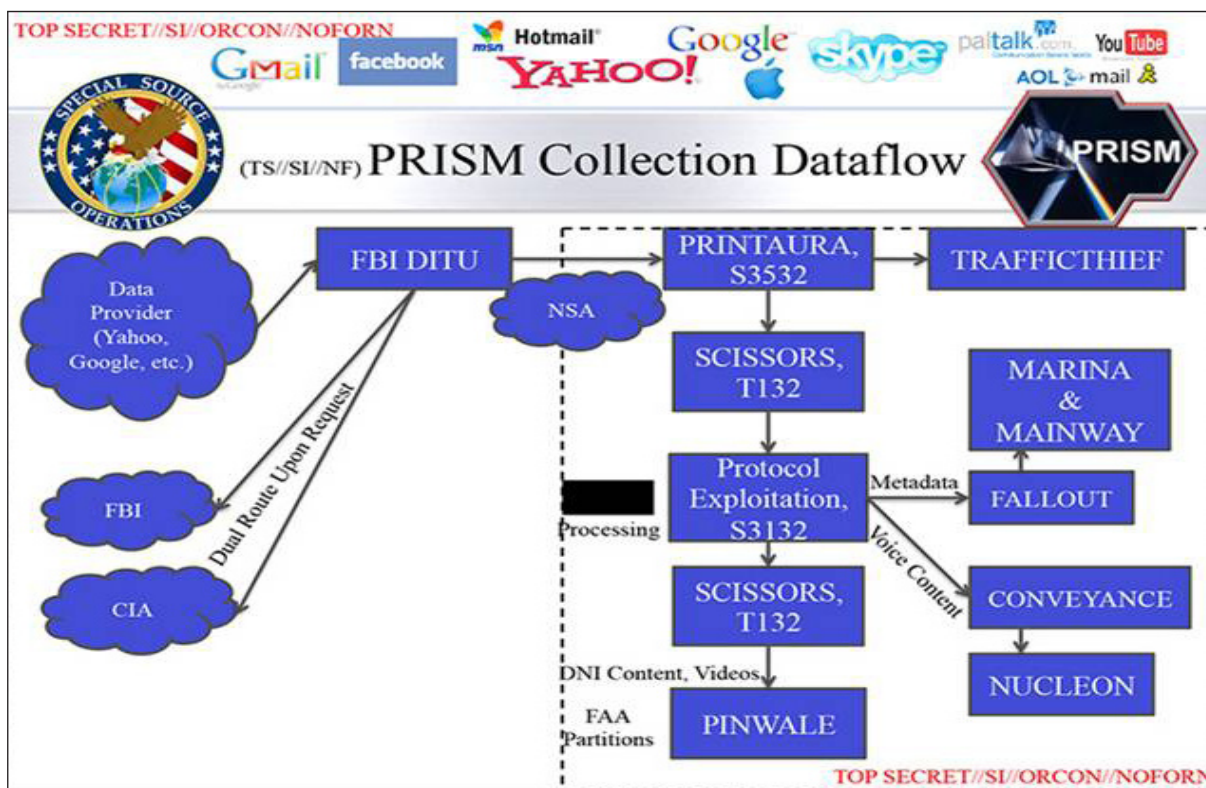 TOP SECRET//SI//ORCON//NOFORN
Gmail
by Google
facebook
msn Hotmail
YAHOO!
Google
skype
paltalk.com
YouTube
AOL mail
SPECIAL SOURCE
OPERATIONS
(TS//SI//NF) PRISM Collection Dataflow
PRISM
Data
Provider
(Yahoo,
Google, etc.)
FBI DITU
NSA
PRINTAURA,
S3532
TRAFFICTHIEF
SCISSORS,
T132
MARINA
&
MAINWAY
Dual Route Upon Request
FBI
CIA
Processing
Protocol
Exploitation,
S3132
Metadata
FALLOUT
Voice Content
SCISSORS,
T132
CONVEYANCE
NUCLEON
DNI Content, Videos
FAA
Partitions
PINWALE
TOP SECRET//SI//ORCON//NOFORN